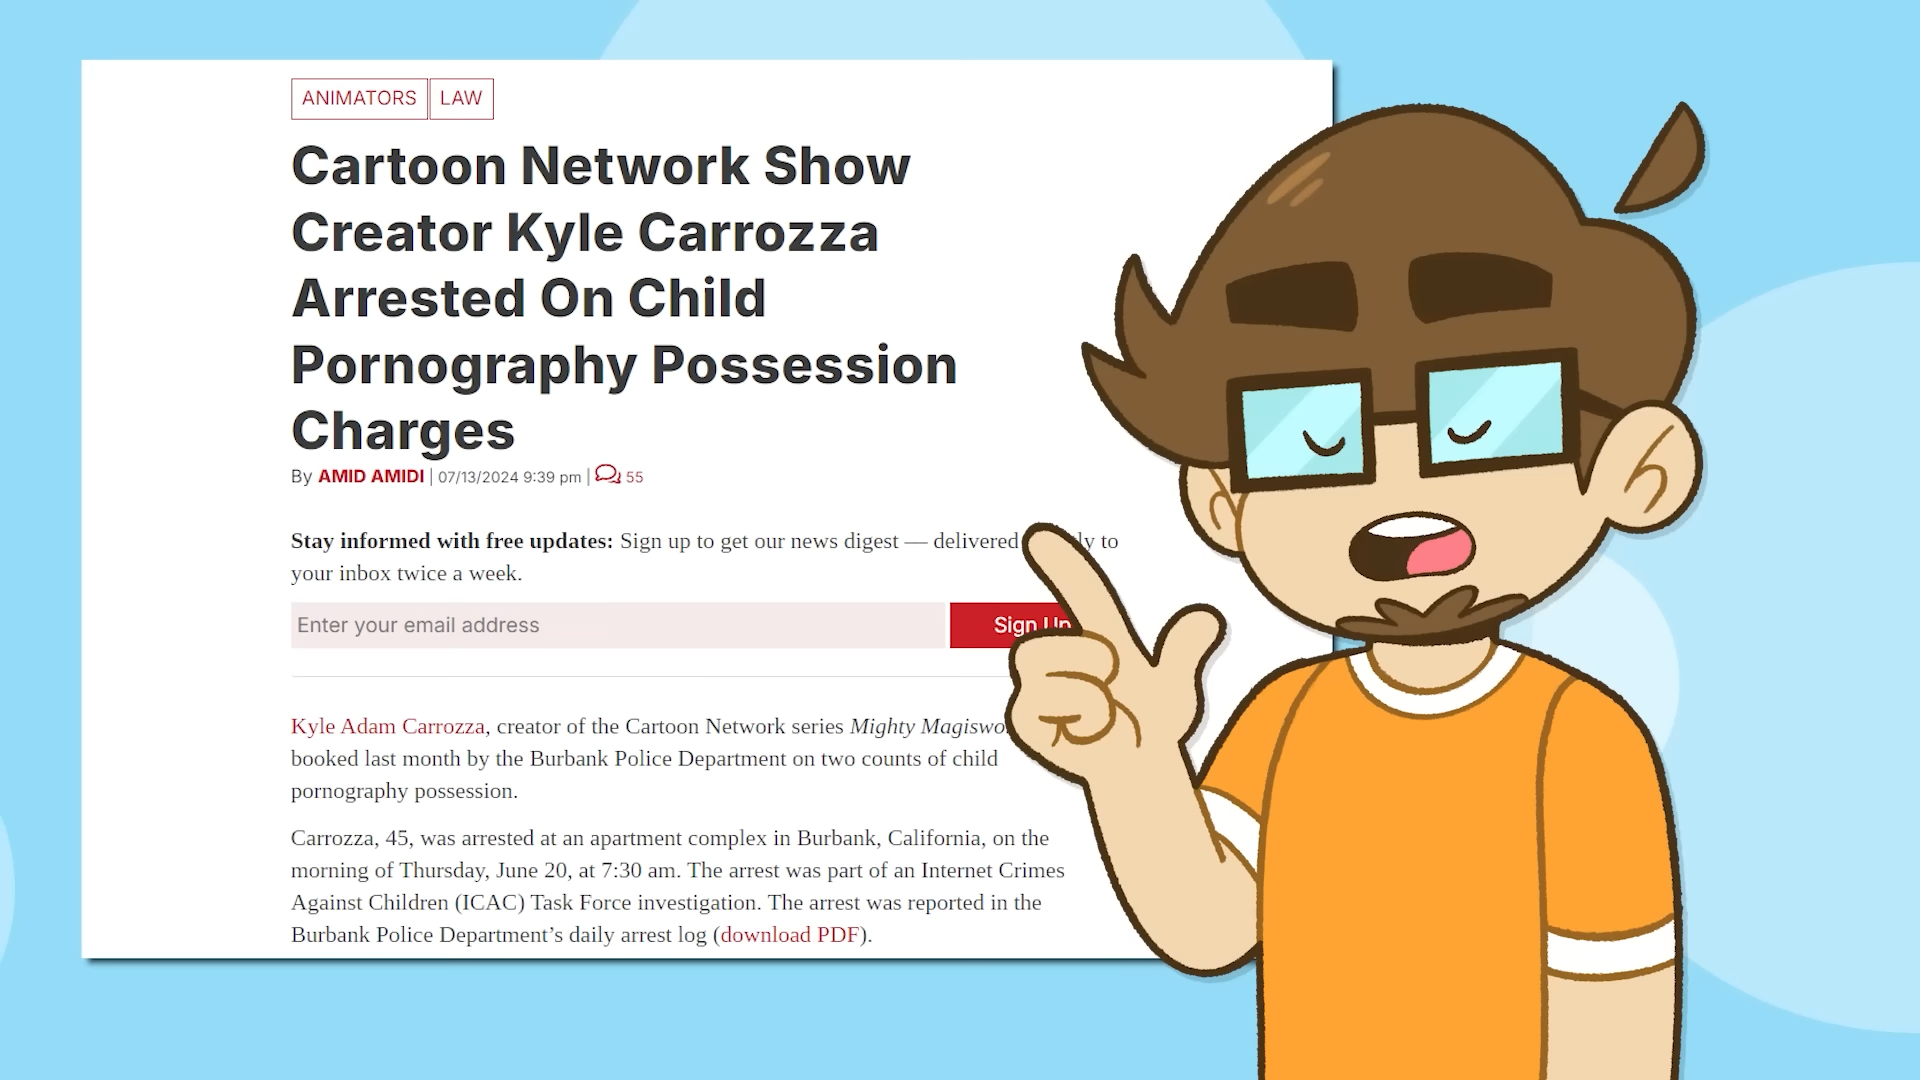 ANIMATORS LAW
Cartoon Network Show
Creator Kyle Carrozza
Arrested On Child
Pornography Possession
Charges
By AMID AMIDI | 07/13/2024 9:39 pm | 55
Stay informed with free updates: Sign up to get our news digest — delivered to
your inbox twice a week.
Enter your email address
Sign Up
Kyle Adam Carrozza, creator of the Cartoon Network series Mighty
booked last month by the Burbank Police Department on two counts of child
pornography possession.
Carrozza, 45, was arrested at an apartment complex in Burbank, California, on the
morning of Thursday, June 20, at 7:30 am. The arrest was part of an Internet Crimes
Against Children (ICAC) Task Force investigation. The arrest was reported in the
Burbank Police Department’s daily arrest log (download PDF).